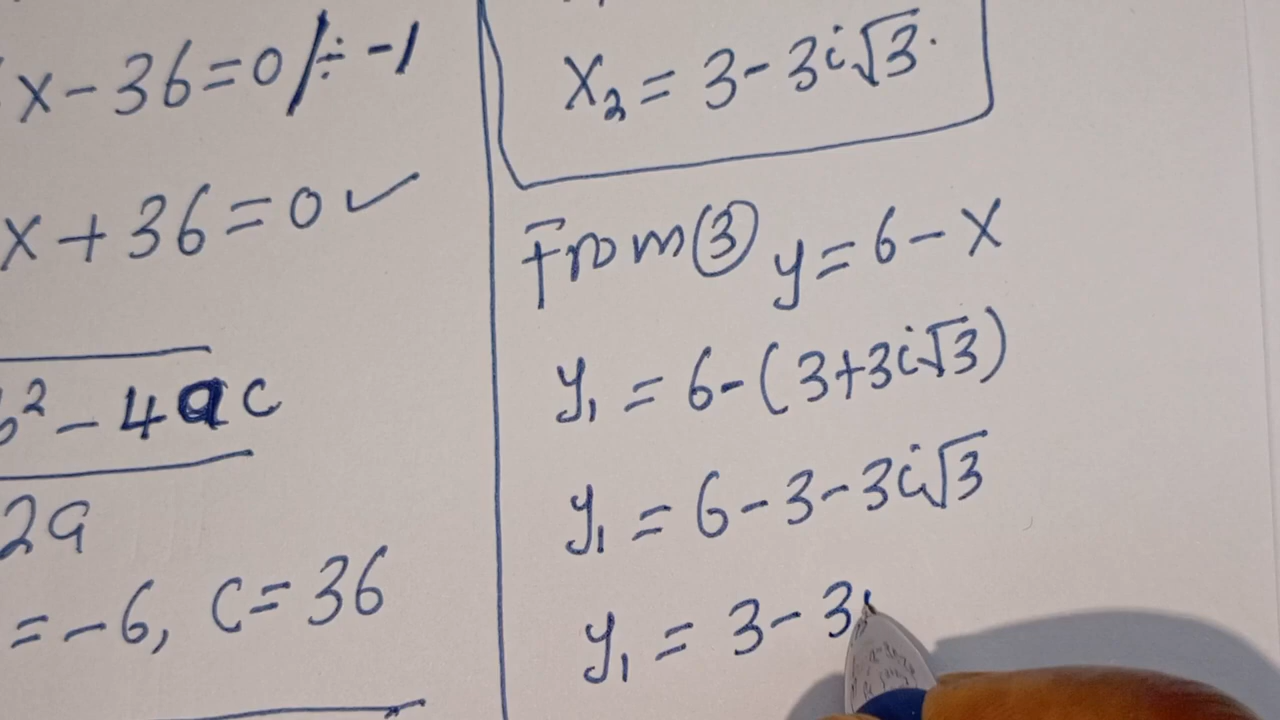 x - 36 = 0 / ÷ -1
x + 36 = 0 ✓
b² - 4ac
2a
= -6, c = 36
x₂ = 3 - 3i√3.
From ③ y = 6 - x
y₁ = 6 - (3 + 3i√3)
y₁ = 6 - 3 - 3i√3
y₁ = 3 - 3